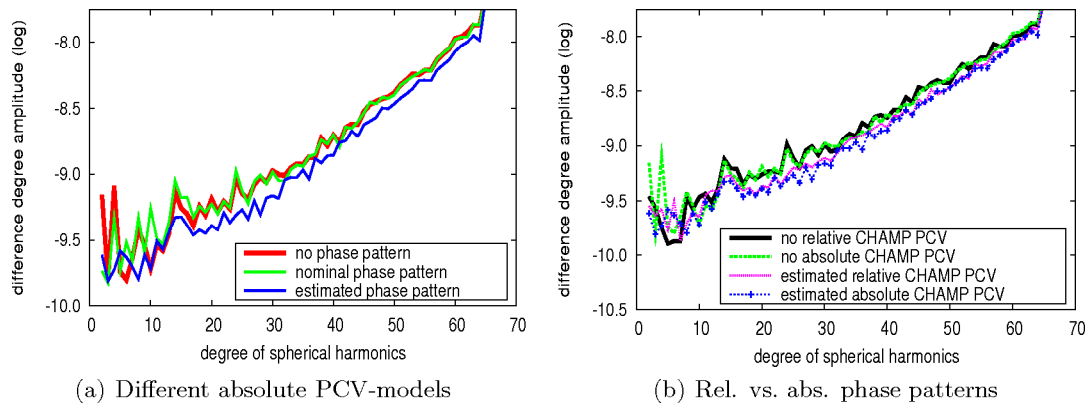 difference degree amplitude (log)
-8.0
-8.5
-9.0
-9.5
-10.0
no phase pattern
nominal phase pattern
estimated phase pattern
0 10 20 30 40 50 60 70
degree of spherical harmonics
(a) Different absolute PCV-models
difference degree amplitude (log)
-8.0
-8.5
-9.0
-9.5
-10.0
-10.5
no relative CHAMP PCV
no absolute CHAMP PCV
estimated relative CHAMP PCV
estimated absolute CHAMP PCV
0 10 20 30 40 50 60 70
degree of spherical harmonics
(b) Rel. vs. abs. phase patterns